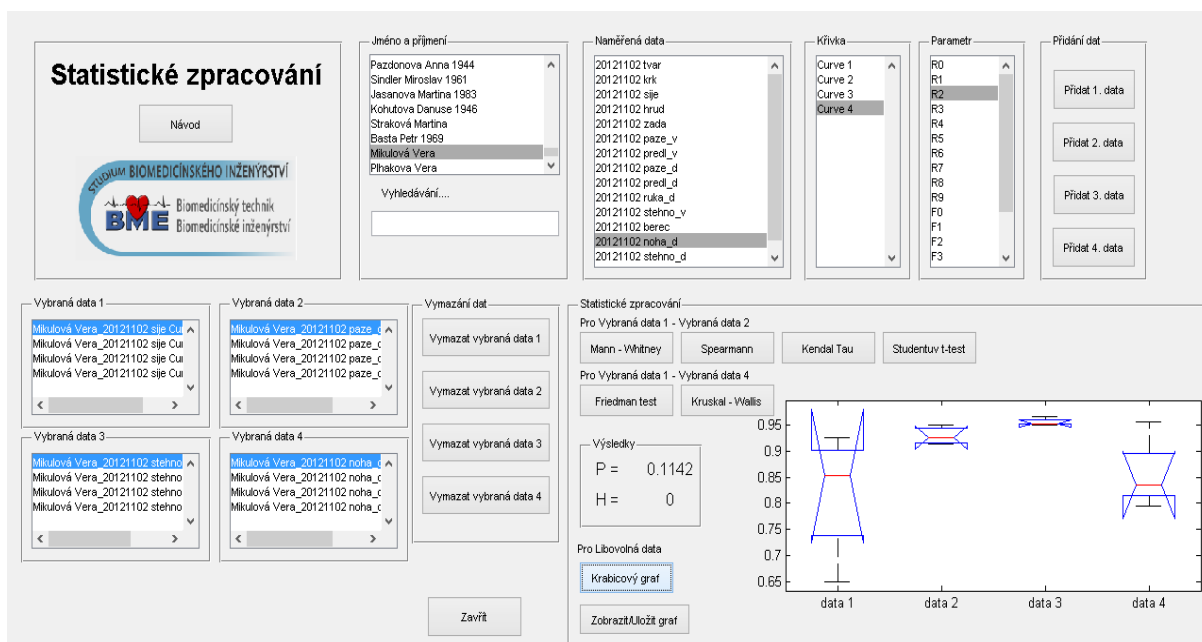 Statistické zpracování
Návod
STUDIUM BIOMEDICÍNSKÉHO INŽENÝRSTVÍ
BME
Biomedicínský technik
Biomedicínské inženýrství
Jméno a příjmení
Pazdonova Anna 1944
Sindler Miroslav 1961
Jasanova Martina 1983
Kohutova Danuse 1946
Straková Martina
Basta Petr 1969
Mikulová Vera
Plhakova Vera
Vyhledávání....
Naměřená data
20121102 tvar
20121102 krk
20121102 sije
20121102 hrud
20121102 zada
20121102 paze_v
20121102 predl_v
20121102 paze_d
20121102 predl_d
20121102 ruka_d
20121102 stehno_v
20121102 berec
20121102 noha_d
20121102 stehno_d
Křivka
Curve 1
Curve 2
Curve 3
Curve 4
Parametr
R0
R1
R2
R3
R4
R5
R6
R7
R8
R9
F0
F1
F2
F3
Přidání dat
Přidat 1. data
Přidat 2. data
Přidat 3. data
Přidat 4. data
Vybraná data 1
Mikulová Vera_20121102 sije Cur
Mikulová Vera_20121102 sije Cur
Mikulová Vera_20121102 sije Cur
Mikulová Vera_20121102 sije Cur
Vybraná data 2
Mikulová Vera_20121102 paze_d
Mikulová Vera_20121102 paze_d
Mikulová Vera_20121102 paze_d
Mikulová Vera_20121102 paze_d
Vybraná data 3
Mikulová Vera_20121102 stehno
Mikulová Vera_20121102 stehno
Mikulová Vera_20121102 stehno
Mikulová Vera_20121102 stehno
Vybraná data 4
Mikulová Vera_20121102 noha_d
Mikulová Vera_20121102 noha_d
Mikulová Vera_20121102 noha_d
Mikulová Vera_20121102 noha_d
Vymazání dat
Vymazat vybraná data 1
Vymazat vybraná data 2
Vymazat vybraná data 3
Vymazat vybraná data 4
Zavřít
Statistické zpracování
Pro Vybraná data 1 - Vybraná data 2
Mann - Whitney
Spearmann
Kendal Tau
Studentuv t-test
Pro Vybraná data 1 - Vybraná data 4
Friedman test
Kruskal - Wallis
Výsledky
P = 0.1142
H = 0
Pro Libovolná data
Krabicový graf
Zobrazit/Uložit graf
0.95
0.9
0.85
0.8
0.75
0.7
0.65
data 1 data 2 data 3 data 4